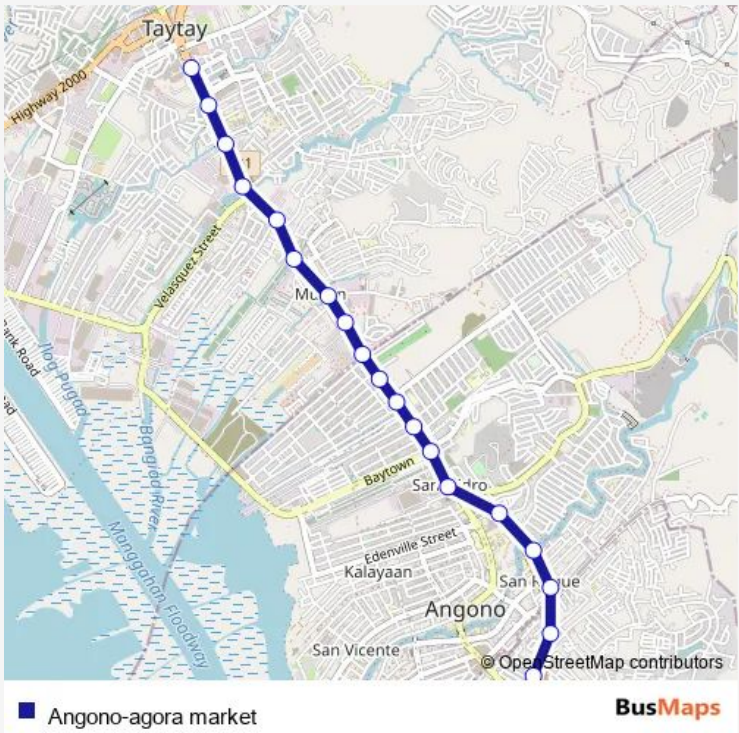 Taytay
Highway 2000
Velasquez Street
Bank Road
Ilog Pugad
Bangiad River
Manggahan Floodway
Baytown
Edenville Street
Kalayaan
Angono
San Vicente
© OpenStreetMap contributors
Angono-agora market
BusMaps